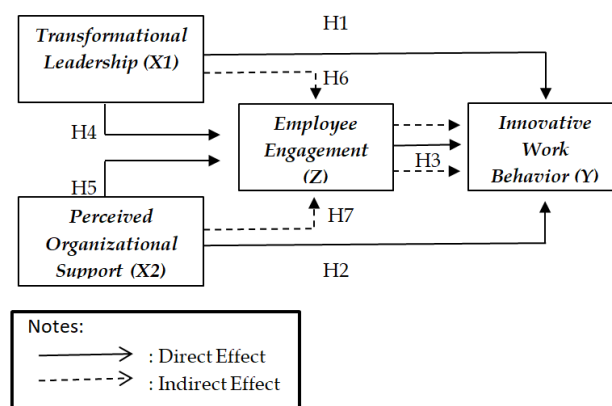 H1
Transformational
Leadership (X1)
H6
H4
Employee
Engagement
(Z)
H3
Innovative
Work
Behavior (Y)
H5
Perceived
Organizational
Support (X2)
H7
H2
Notes:
: Direct Effect
: Indirect Effect